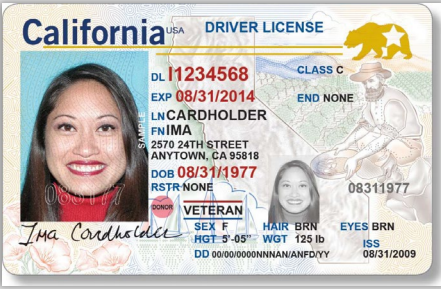 California USA DRIVER LICENSE
DL I1234568 CLASS C
EXP 08/31/2014 END NONE
LN CARDHOLDER
FN IMA
2570 24TH STREET
ANYTOWN, CA 95818
DOB 08/31/1977
RSTR NONE 08311977
SAMPLE
083177
DONOR
VETERAN
SEX F HAIR BRN EYES BRN
HGT 5'-05" WGT 125 lb ISS
DD 00/00/0000NNNAN/ANFD/YY 08/31/2009
Ima Cardholder